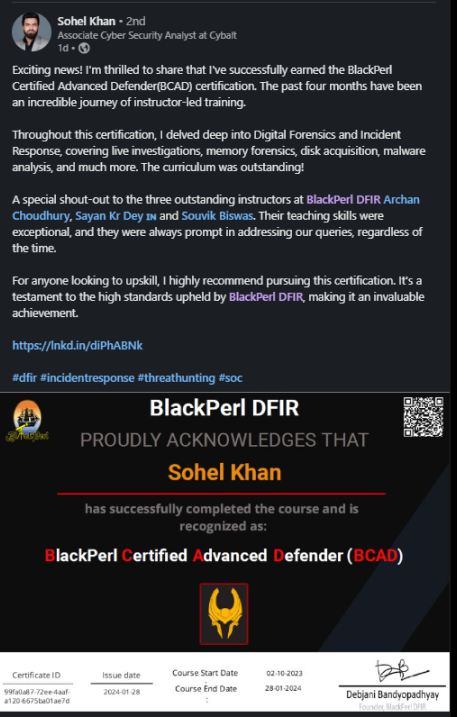 Sohel Khan • 2nd
Associate Cyber Security Analyst at Cybalt
1d •
Exciting news! I'm thrilled to share that I've successfully earned the BlackPerl
Certified Advanced Defender(BCAD) certification. The past four months have been
an incredible journey of instructor-led training.
Throughout this certification, I delved deep into Digital Forensics and Incident
Response, covering live investigations, memory forensics, disk acquisition, malware
analysis, and much more. The curriculum was outstanding!
A special shout-out to the three outstanding instructors at BlackPerl DFIR Archan
Choudhury, Sayan Kr Dey IN and Souvik Biswas. Their teaching skills were
exceptional, and they were always prompt in addressing our queries, regardless of
the time.
For anyone looking to upskill, I highly recommend pursuing this certification. It's a
testament to the high standards upheld by BlackPerl DFIR, making it an invaluable
achievement.
https://lnkd.in/diPhABNk
#dfir #incidentresponse #threathunting #soc
BlackPerl DFIR
PROUDLY ACKNOWLEDGES THAT
Sohel Khan
has successfully completed the course and is
recognized as:
BlackPerl Certified Advanced Defender (BCAD)
Certificate ID
99fa0a87-72ee-4aaf-
a120-6675ba01ae7d
Issue date
2024-01-28
Course Start Date
:
02-10-2023
Course End Date
:
28-01-2024
Debjani Bandyopadhyay
Founder, BlackPerl DFIR